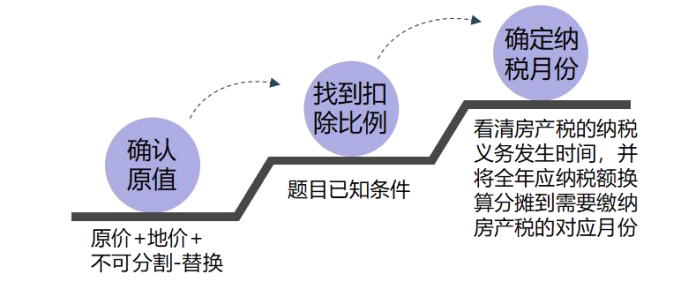 确认
原值
原价+地价+
不可分割-替换
找到扣
除比例
题目已知条件
确定纳
税月份
看清房产税的纳税
义务发生时间，并
将全年应纳税额换
算分摊到需要缴纳
房产税的对应月份